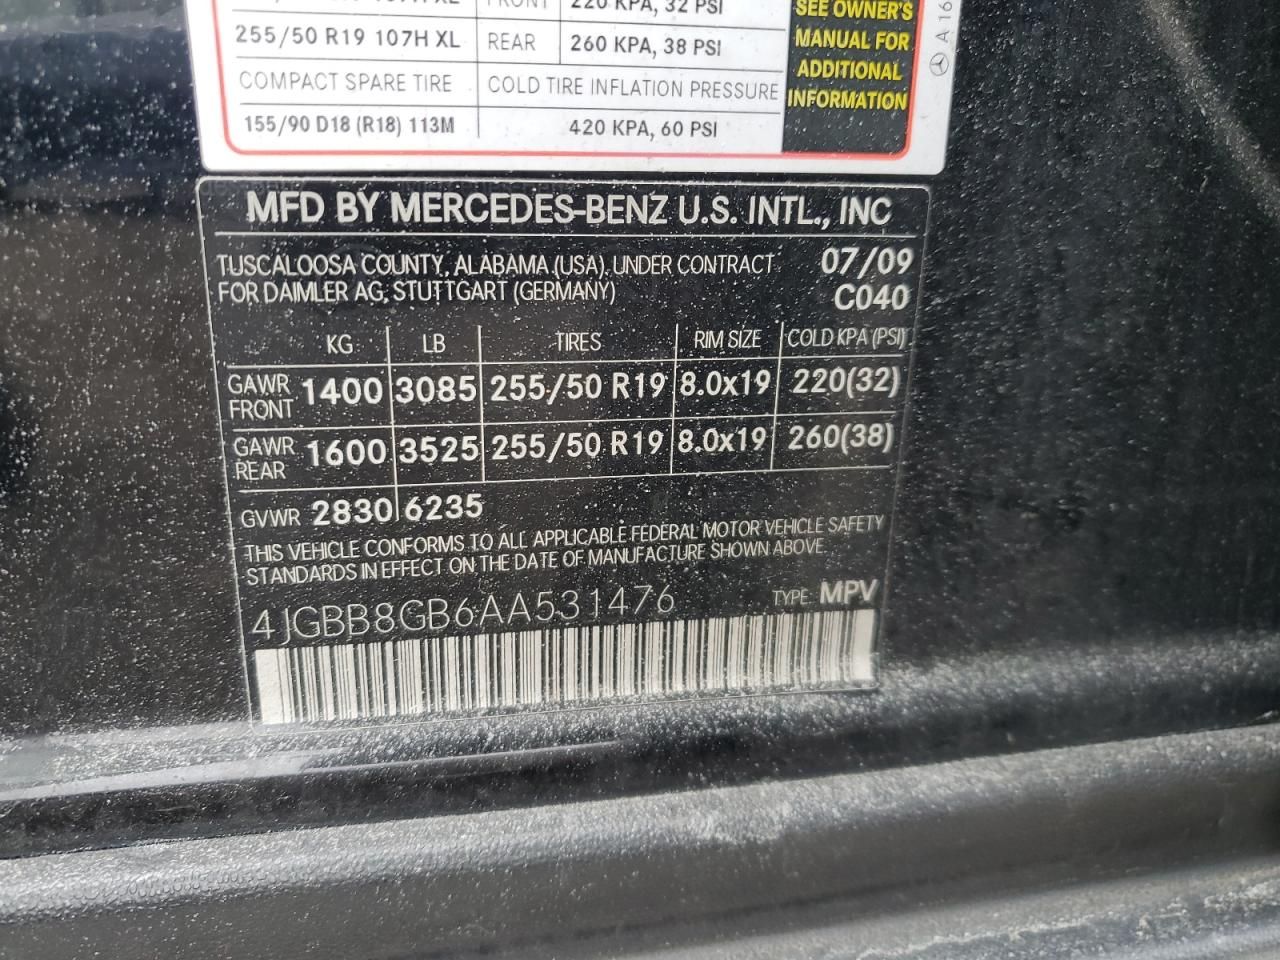 220 KPA, 32 PSI
255/50 R19 107H XL REAR 260 KPA, 38 PSI
COMPACT SPARE TIRE COLD TIRE INFLATION PRESSURE
155/90 D18 (R18) 113M 420 KPA, 60 PSI
SEE OWNER'S
MANUAL FOR
ADDITIONAL
INFORMATION
A 16
MFD BY MERCEDES-BENZ U.S. INTL., INC
TUSCALOOSA COUNTY, ALABAMA (USA), UNDER CONTRACT 07/09
FOR DAIMLER AG, STUTTGART (GERMANY) C040
KG LB TIRES RIM SIZE COLD KPA (PSI)
GAWR FRONT 1400 3085 255/50 R19 8.0x19 220(32)
GAWR REAR 1600 3525 255/50 R19 8.0x19 260(38)
GVWR 2830 6235
THIS VEHICLE CONFORMS TO ALL APPLICABLE FEDERAL MOTOR VEHICLE SAFETY
STANDARDS IN EFFECT ON THE DATE OF MANUFACTURE SHOWN ABOVE.
4JGBB8GB6AA531476 TYPE: MPV